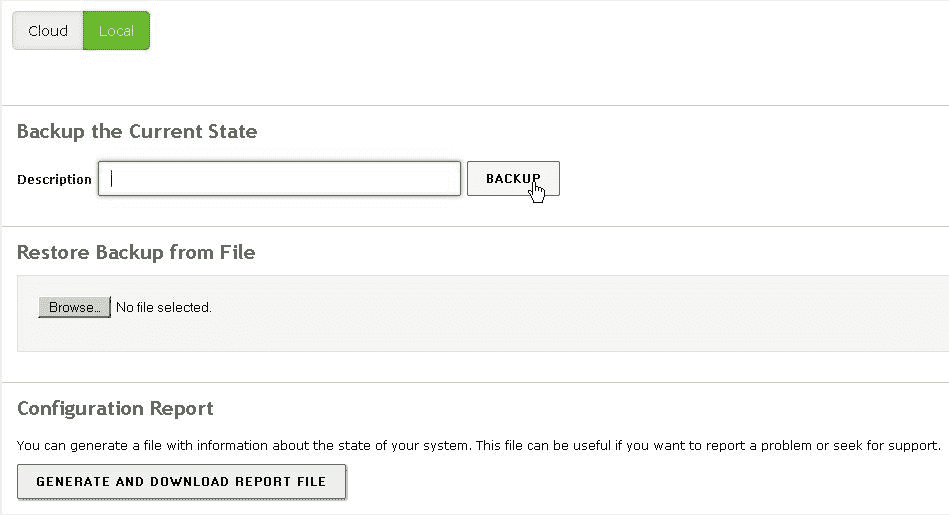 Cloud Local
Backup the Current State
Description BACKUP
Restore Backup from File
Browse... No file selected.
Configuration Report
You can generate a file with information about the state of your system. This file can be useful if you want to report a problem or seek for support.
GENERATE AND DOWNLOAD REPORT FILE